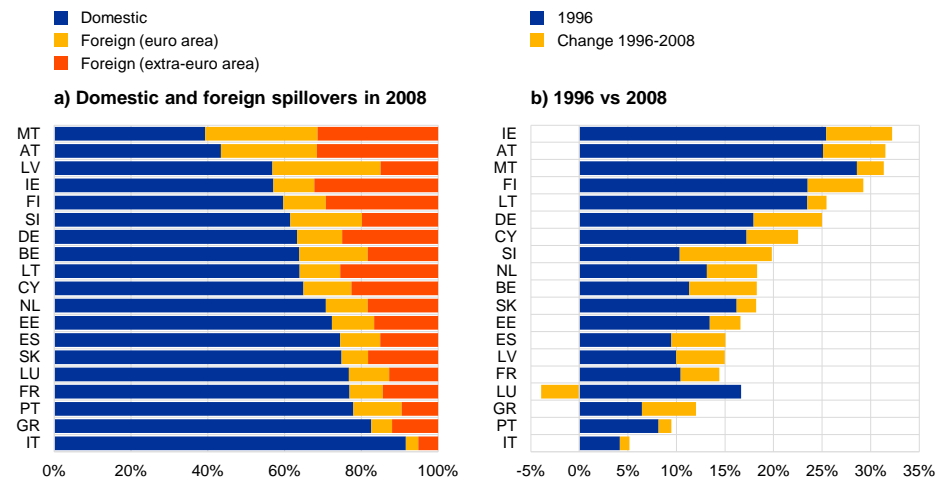 Domestic
Foreign (euro area)
Foreign (extra-euro area)
a) Domestic and foreign spillovers in 2008
MT
AT
LV
IE
FI
SI
DE
BE
LT
CY
NL
EE
ES
SK
LU
FR
PT
GR
IT
0% 20% 40% 60% 80% 100%
1996
Change 1996-2008
b) 1996 vs 2008
IE
AT
MT
FI
LT
DE
CY
SI
NL
BE
SK
EE
ES
LV
FR
LU
GR
PT
IT
-5% 0% 5% 10% 15% 20% 25% 30% 35%